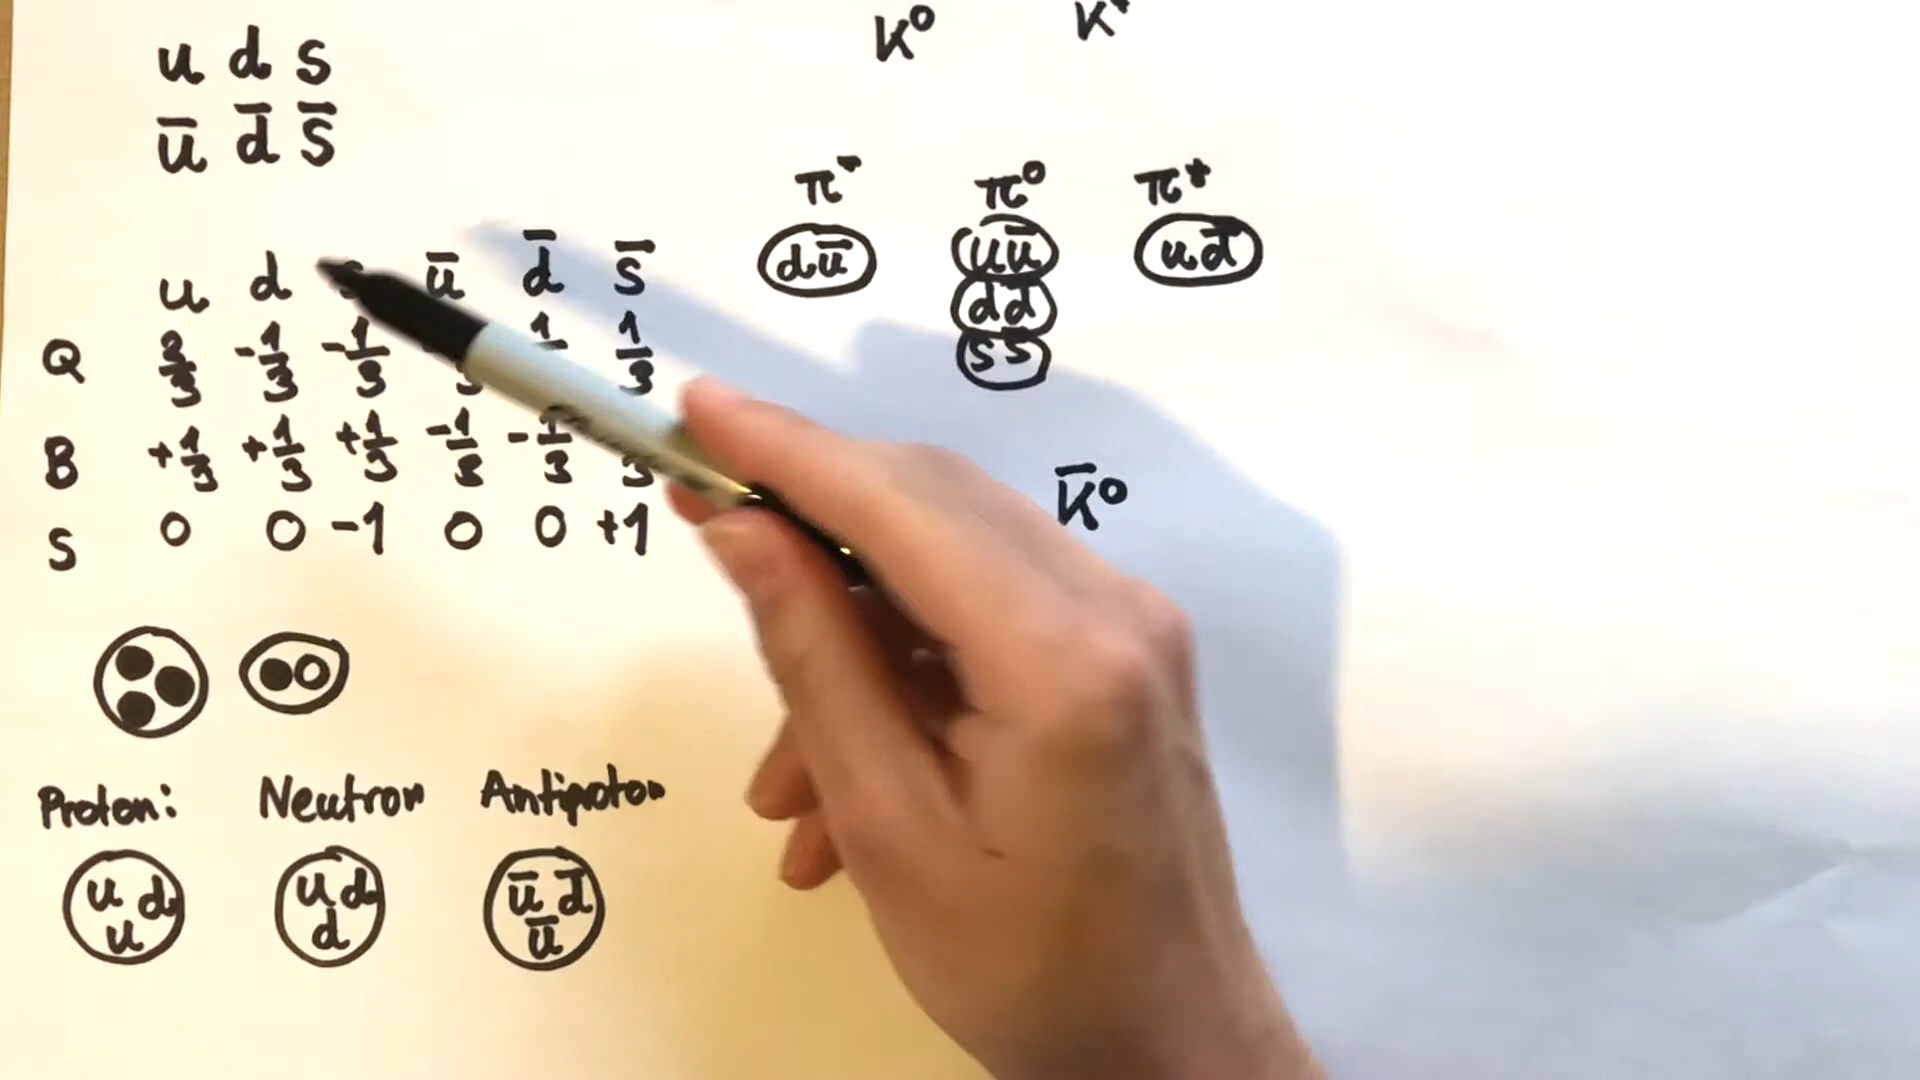 u d s
ū d̄ s̄
K⁰ K⁺
π⁻ π⁰ π⁺
dū uū ud̄
dd̄
ss̄
u d s ū d̄ s̄
Q 2/3 -1/3 -1/3 1/3
B +1/3 +1/3 +1/3 -1/3 -1/3
S 0 0 -1 0 0 +1
K̄⁰
Proton: Neutron Antiproton
u d u d ū d̄
u d ū